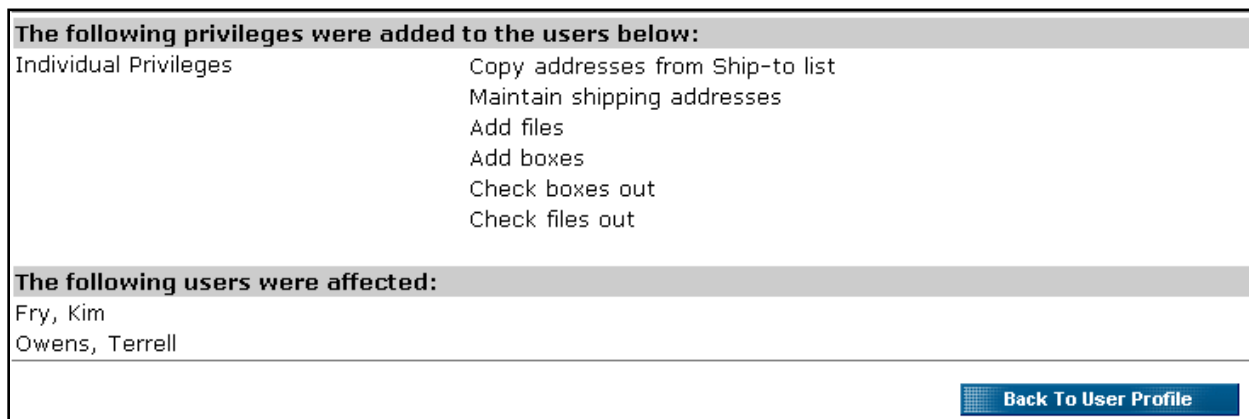 The following privileges were added to the users below:
Individual Privileges Copy addresses from Ship-to list
Maintain shipping addresses
Add files
Add boxes
Check boxes out
Check files out
The following users were affected:
Fry, Kim
Owens, Terrell
Back To User Profile